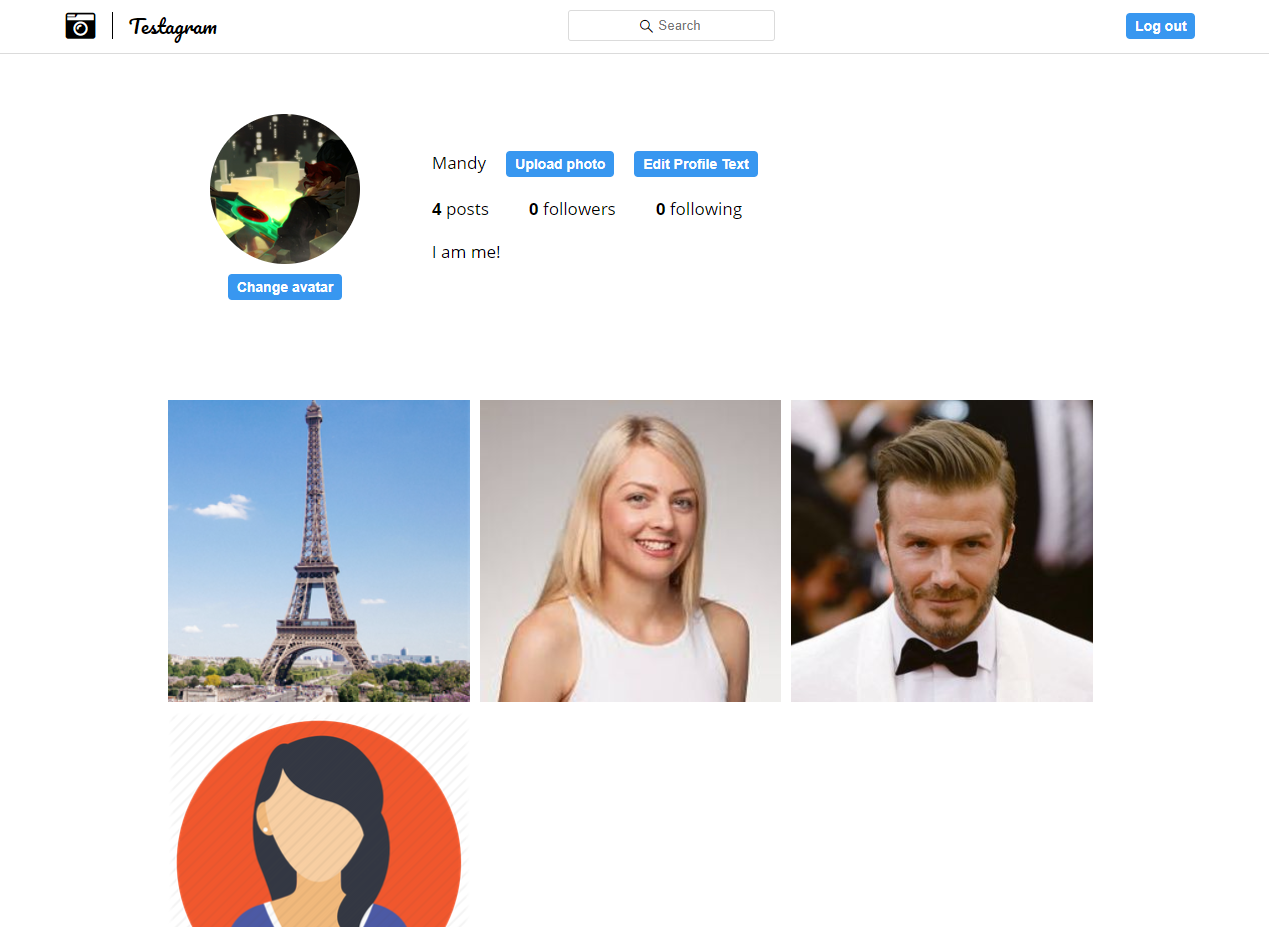 Testagram
Search
Log out
Mandy
Upload photo
Edit Profile Text
4 posts
0 followers
0 following
I am me!
Change avatar